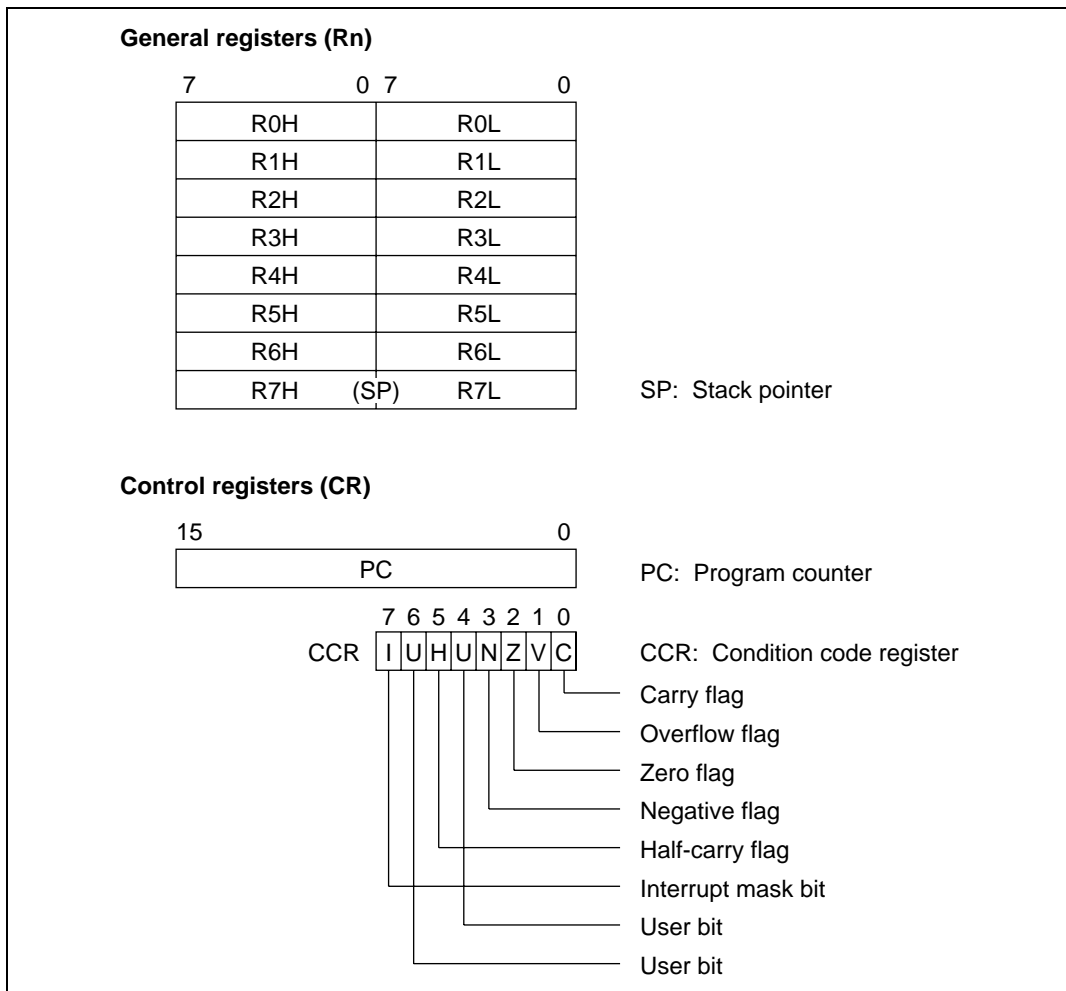 General registers (Rn)
7 0 7 0
R0H R0L
R1H R1L
R2H R2L
R3H R3L
R4H R4L
R5H R5L
R6H R6L
R7H (SP) R7L SP: Stack pointer
Control registers (CR)
15 0
PC PC: Program counter
7 6 5 4 3 2 1 0
CCR I U H U N Z V C CCR: Condition code register
Carry flag
Overflow flag
Zero flag
Negative flag
Half-carry flag
Interrupt mask bit
User bit
User bit